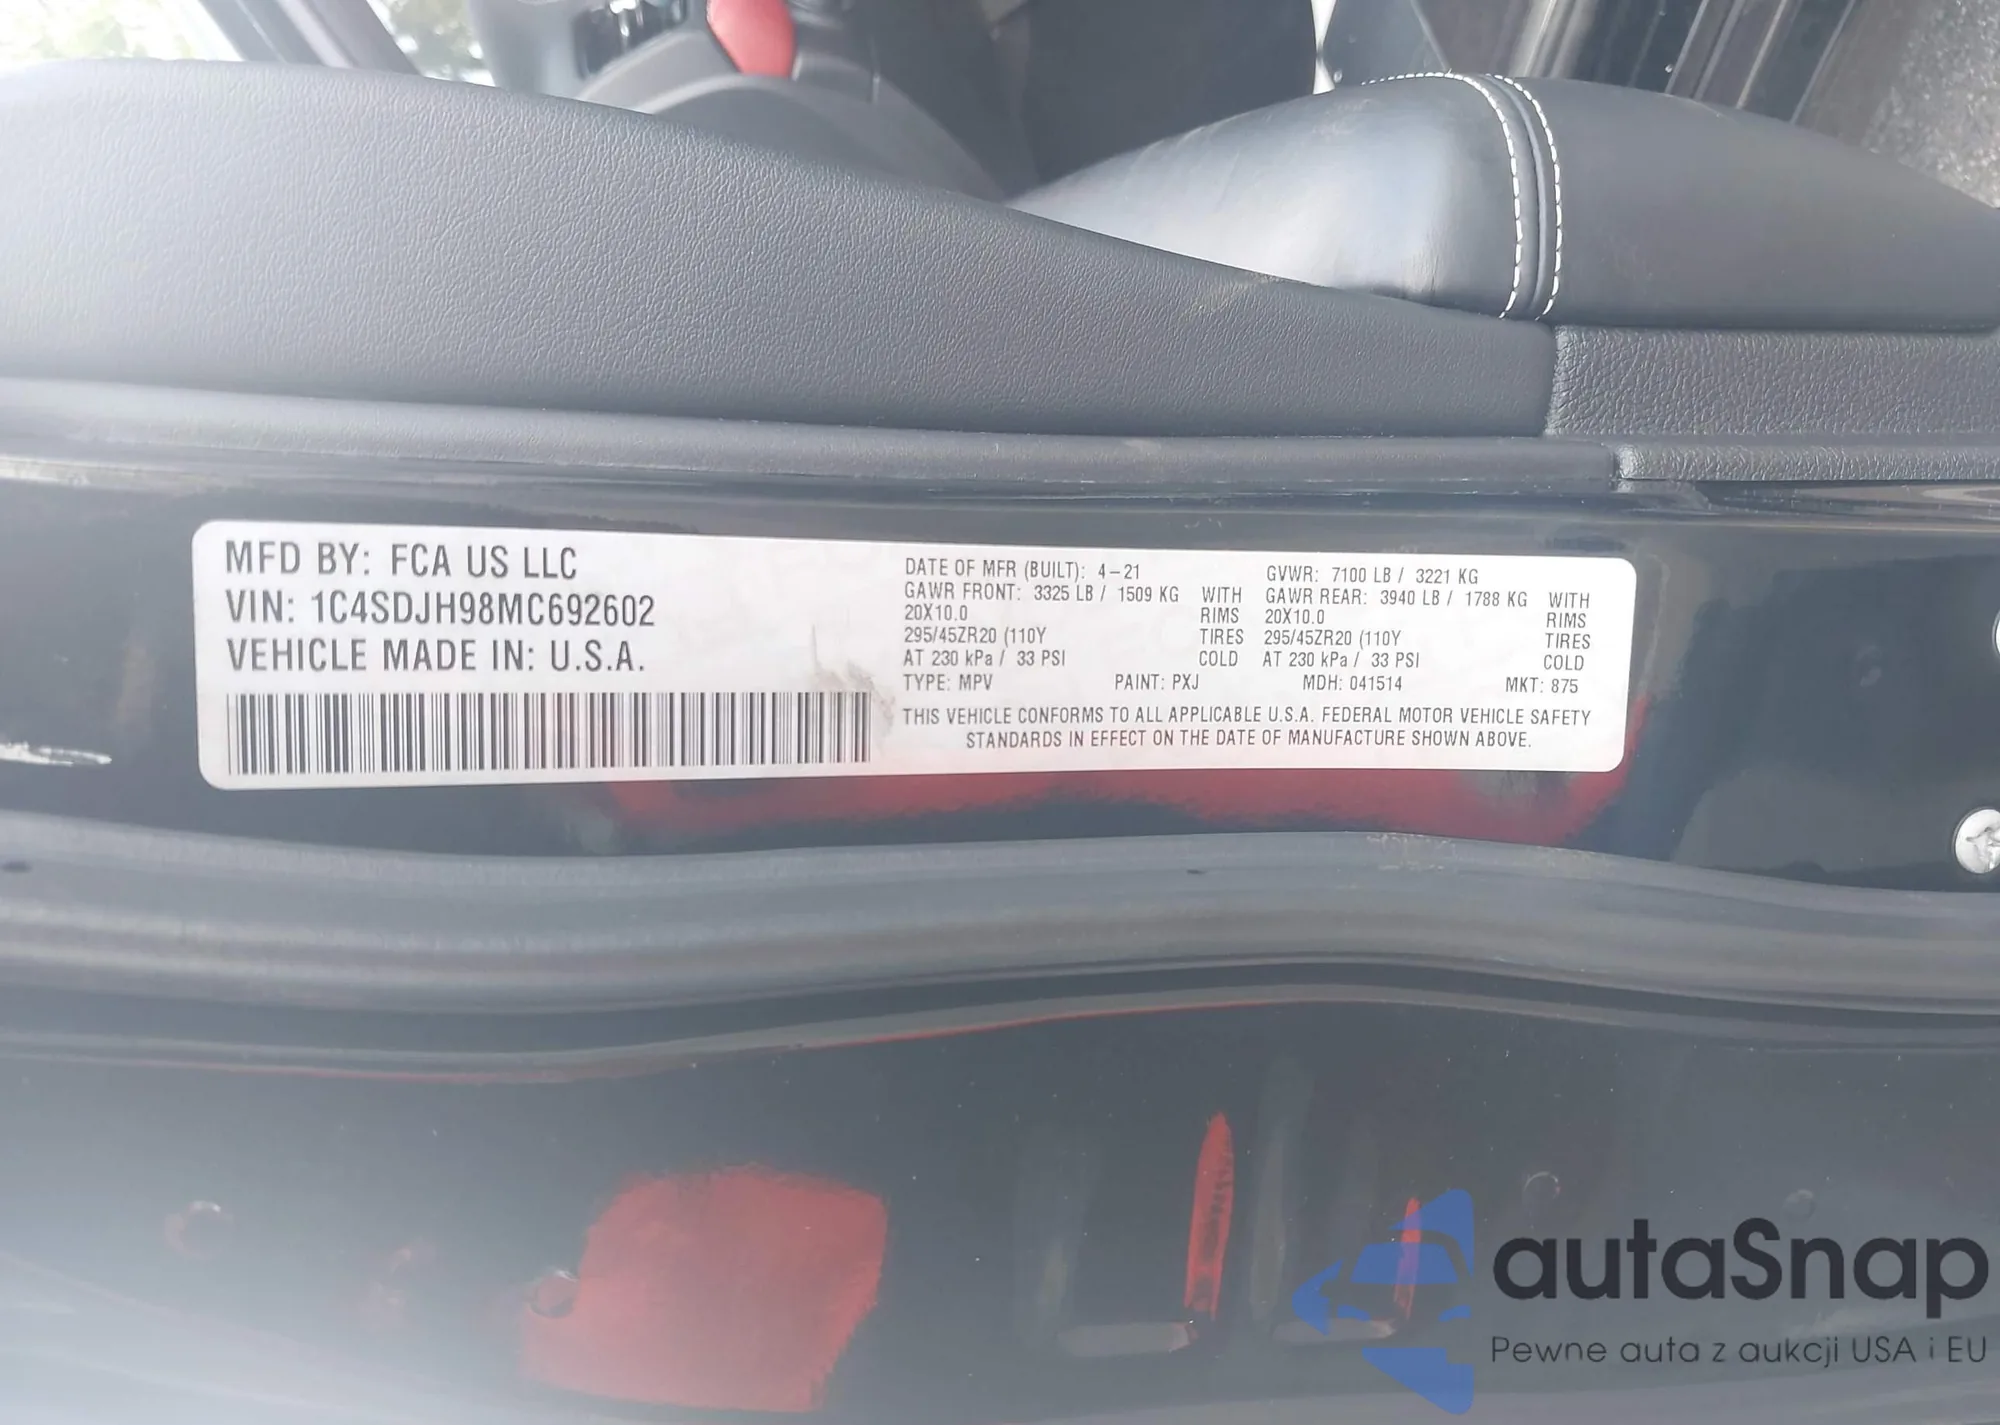 MFD BY: FCA US LLC
VIN: 1C4SDJH98MC692602
VEHICLE MADE IN: U.S.A.
DATE OF MFR (BUILT): 4-21 GVWR: 7100 LB / 3221 KG
GAWR FRONT: 3325 LB / 1509 KG WITH GAWR REAR: 3940 LB / 1788 KG WITH
20X10.0 RIMS 20X10.0 RIMS
295/45ZR20 (110Y TIRES 295/45ZR20 (110Y TIRES
AT 230 kPa / 33 PSI COLD AT 230 kPa / 33 PSI COLD
TYPE: MPV PAINT: PXJ MDH: 041514 MKT: 875
THIS VEHICLE CONFORMS TO ALL APPLICABLE U.S.A. FEDERAL MOTOR VEHICLE SAFETY
STANDARDS IN EFFECT ON THE DATE OF MANUFACTURE SHOWN ABOVE.
autaSnap
Pewne auta z aukcji USA i EU